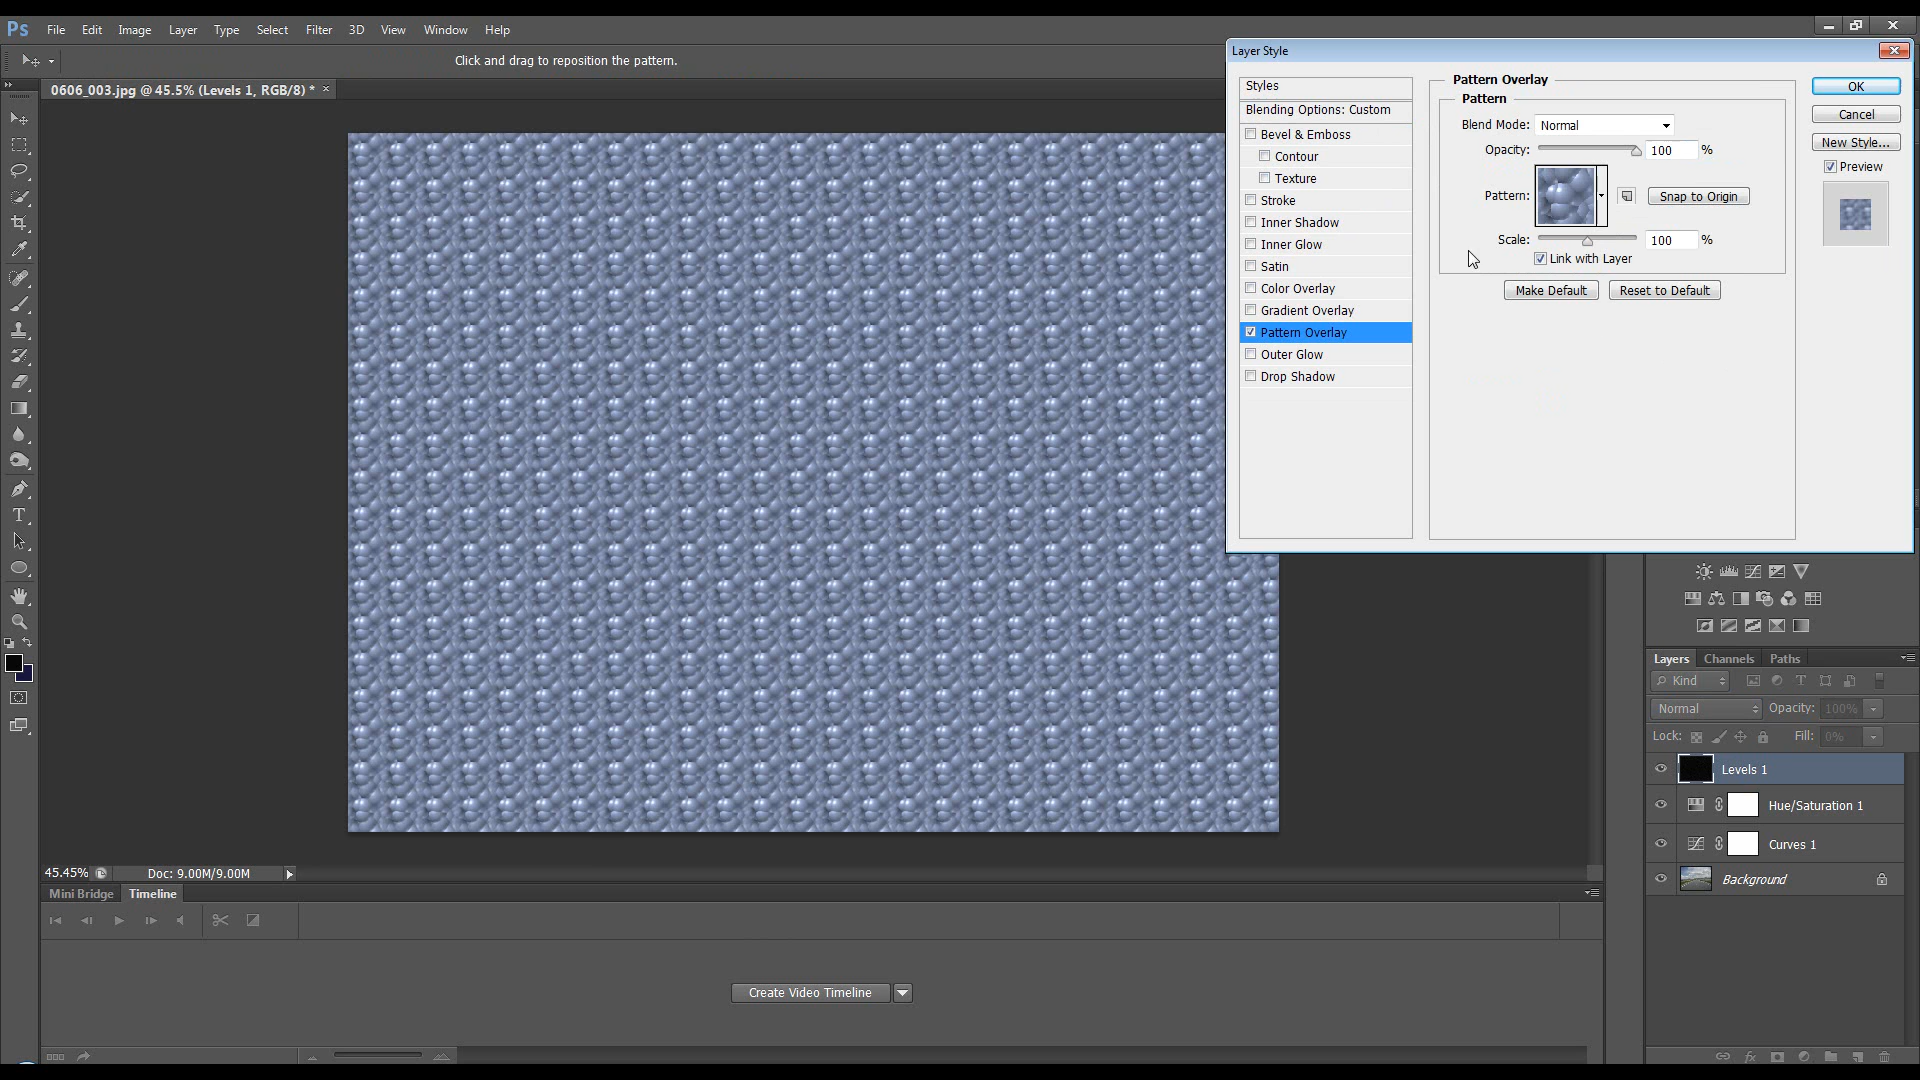 Ps File Edit Image Layer Type Select Filter 3D View Window Help
Click and drag to reposition the pattern.
0606_003.jpg @ 45.5% (Levels 1, RGB/8) *
Layer Style
Styles
Blending Options: Custom
Bevel & Emboss
Contour
Texture
Stroke
Inner Shadow
Inner Glow
Satin
Color Overlay
Gradient Overlay
Pattern Overlay
Outer Glow
Drop Shadow
Pattern Overlay
Pattern
Blend Mode: Normal
Opacity: 100 %
Pattern: Snap to Origin
Scale: 100 %
Link with Layer
Make Default Reset to Default
OK
Cancel
New Style...
Preview
Layers Channels Paths
Kind
Normal Opacity: 100%
Lock: Fill: 0%
Levels 1
Hue/Saturation 1
Curves 1
Background
45.45% Doc: 9.00M/9.00M
Mini Bridge Timeline
Create Video Timeline